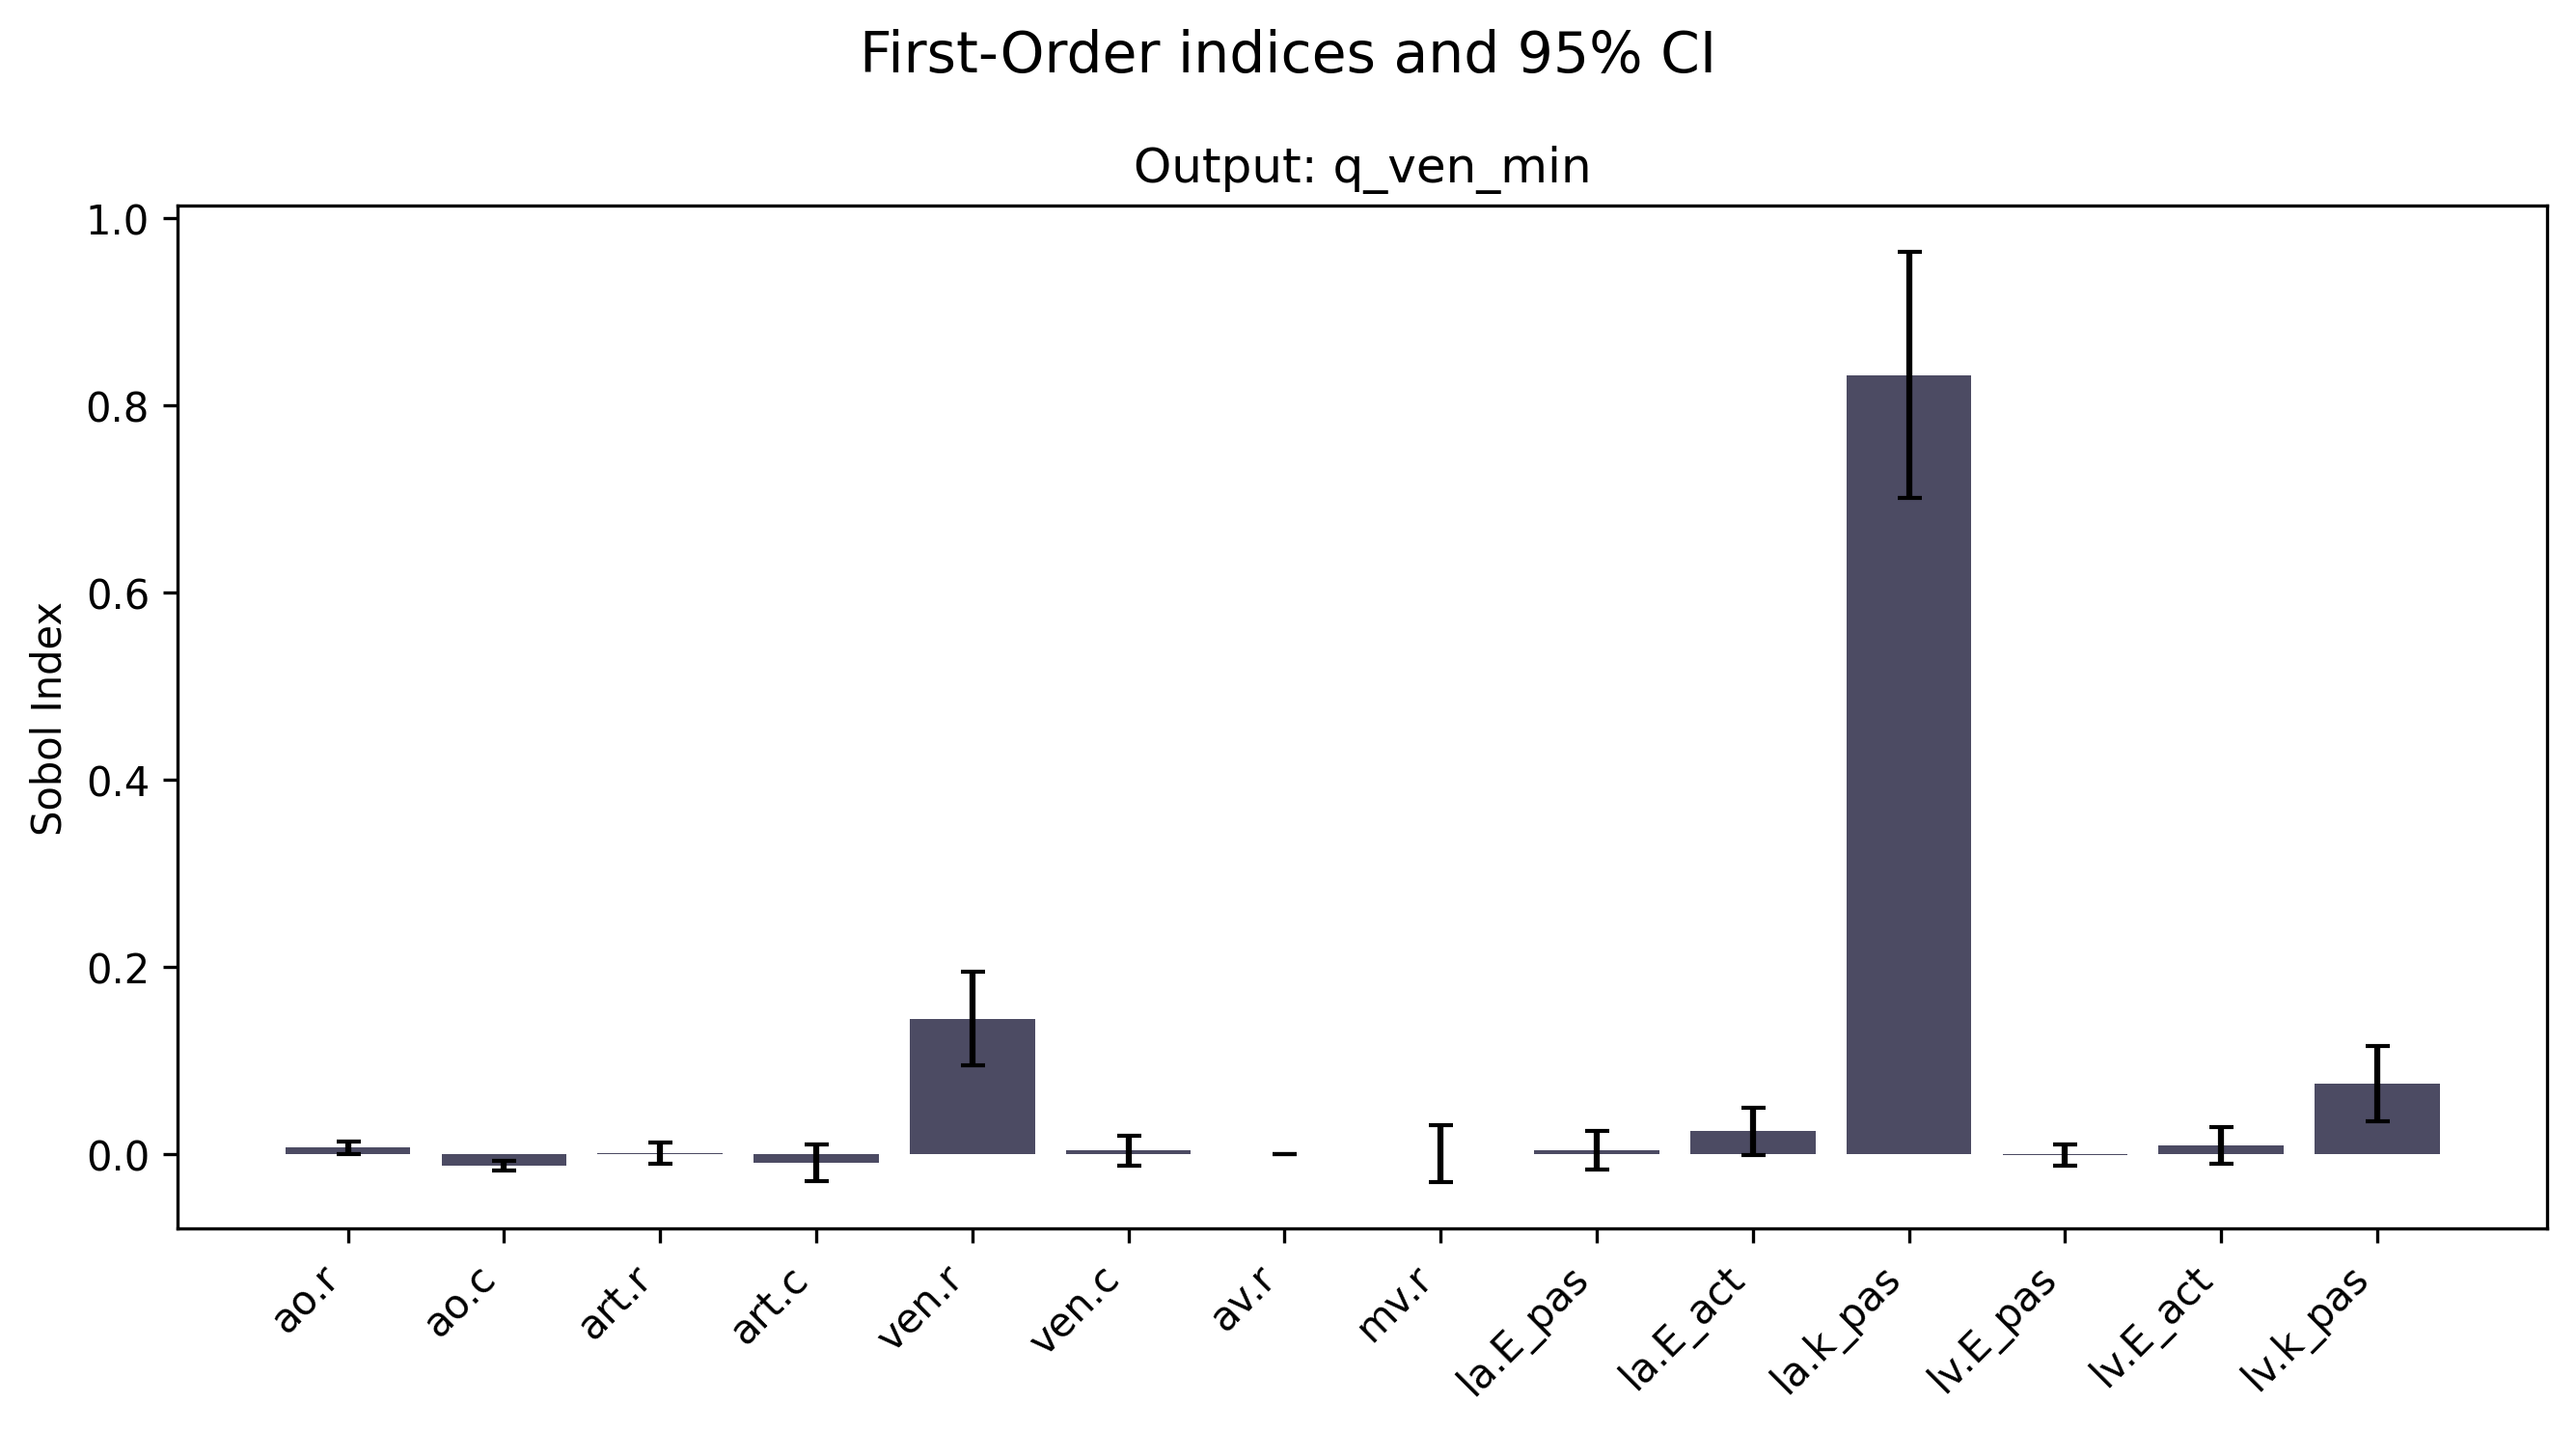 First-Order indices and 95% CI
Output: q_ven_min
Sobol Index
1.0
0.8
0.6
0.4
0.2
0.0
ao.r
ao.c
art.r
art.c
ven.r
ven.c
av.r
mv.r
la.E_pas
la.E_act
la.k_pas
lv.E_pas
lv.E_act
lv.k_pas